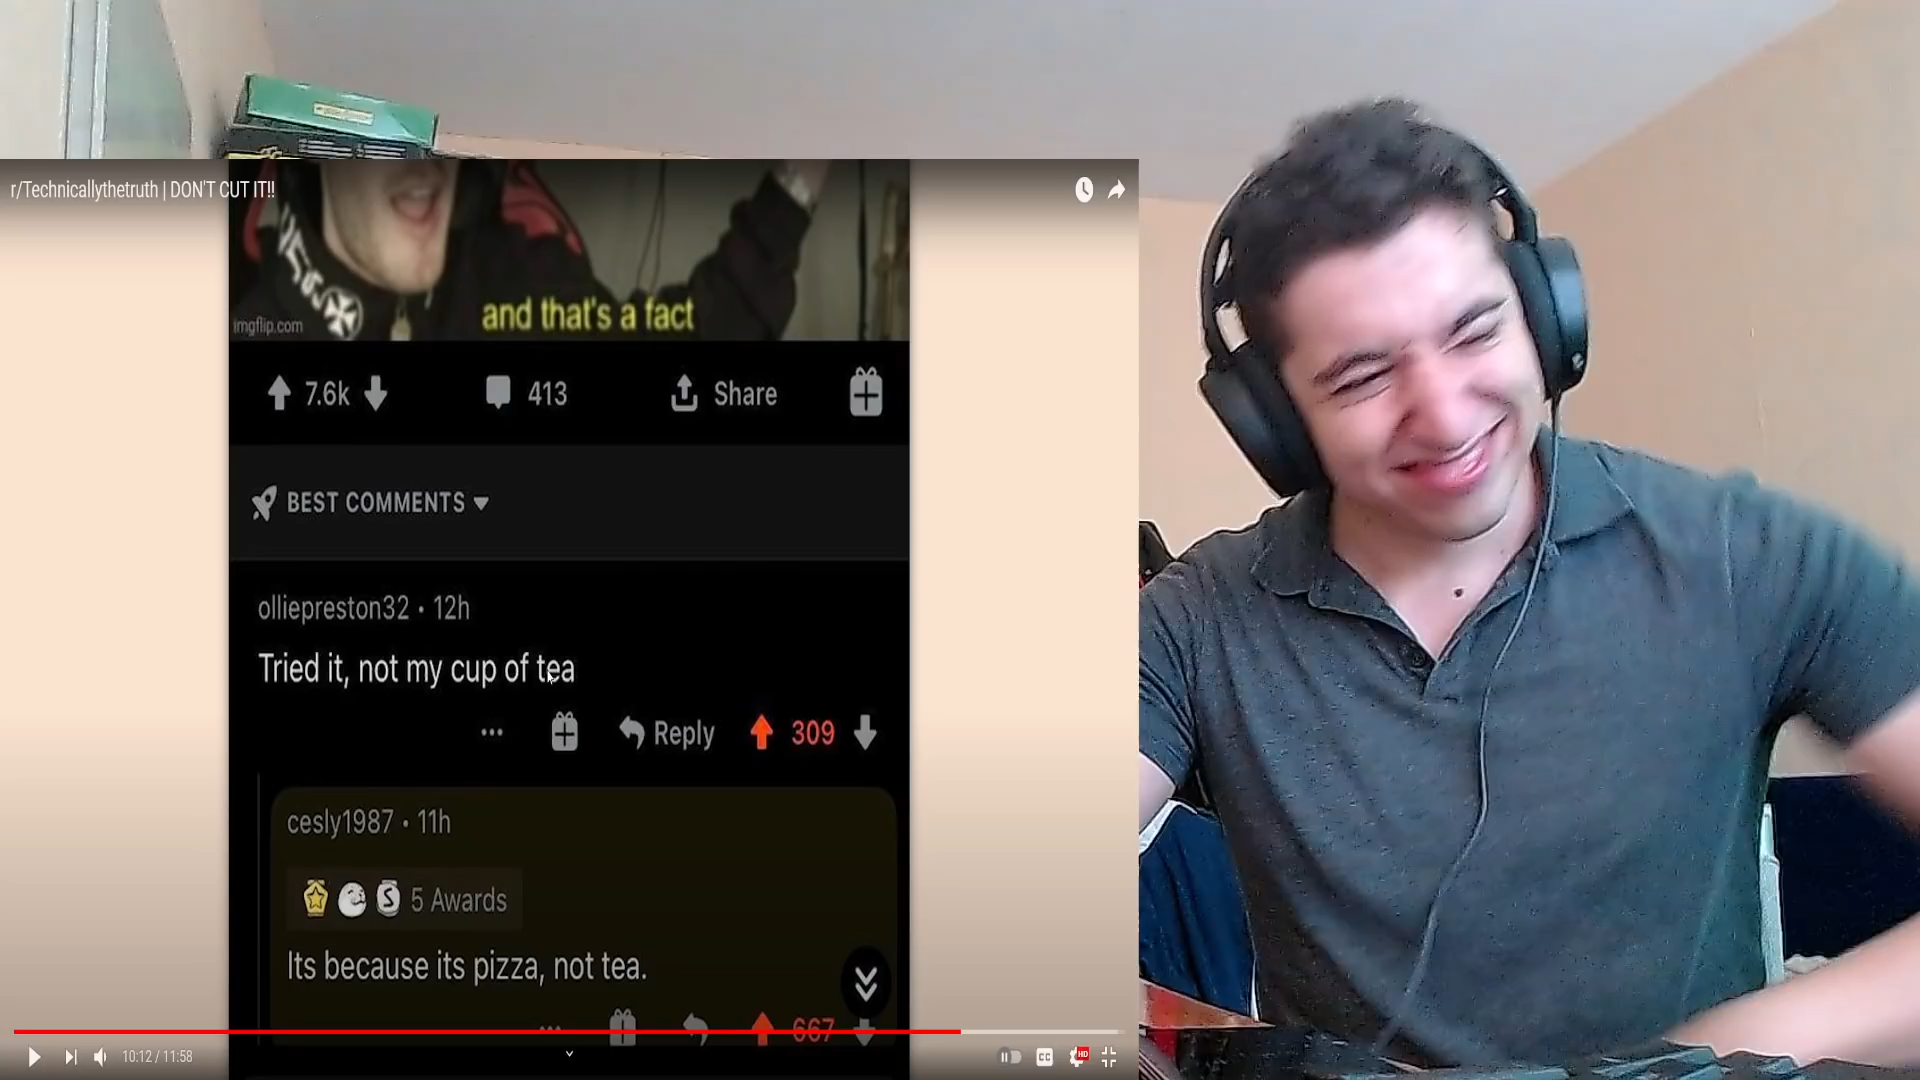 r/Technicallythetruth | DON'T CUT IT!!
and that's a fact
imgflip.com
7.6k
413
Share
BEST COMMENTS
olliepreston32 • 12h
Tried it, not my cup of tea
Reply
309
cesly1987 • 11h
5 Awards
Its because its pizza, not tea.
667
10:12 / 11:58
CC
HD